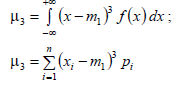 μ₃ = ∫_{-∞}^{+∞} (x − m₁)³ f(x) dx ;
μ₃ = ∑_{i=1}^{n} (xᵢ − m₁)³ pᵢ